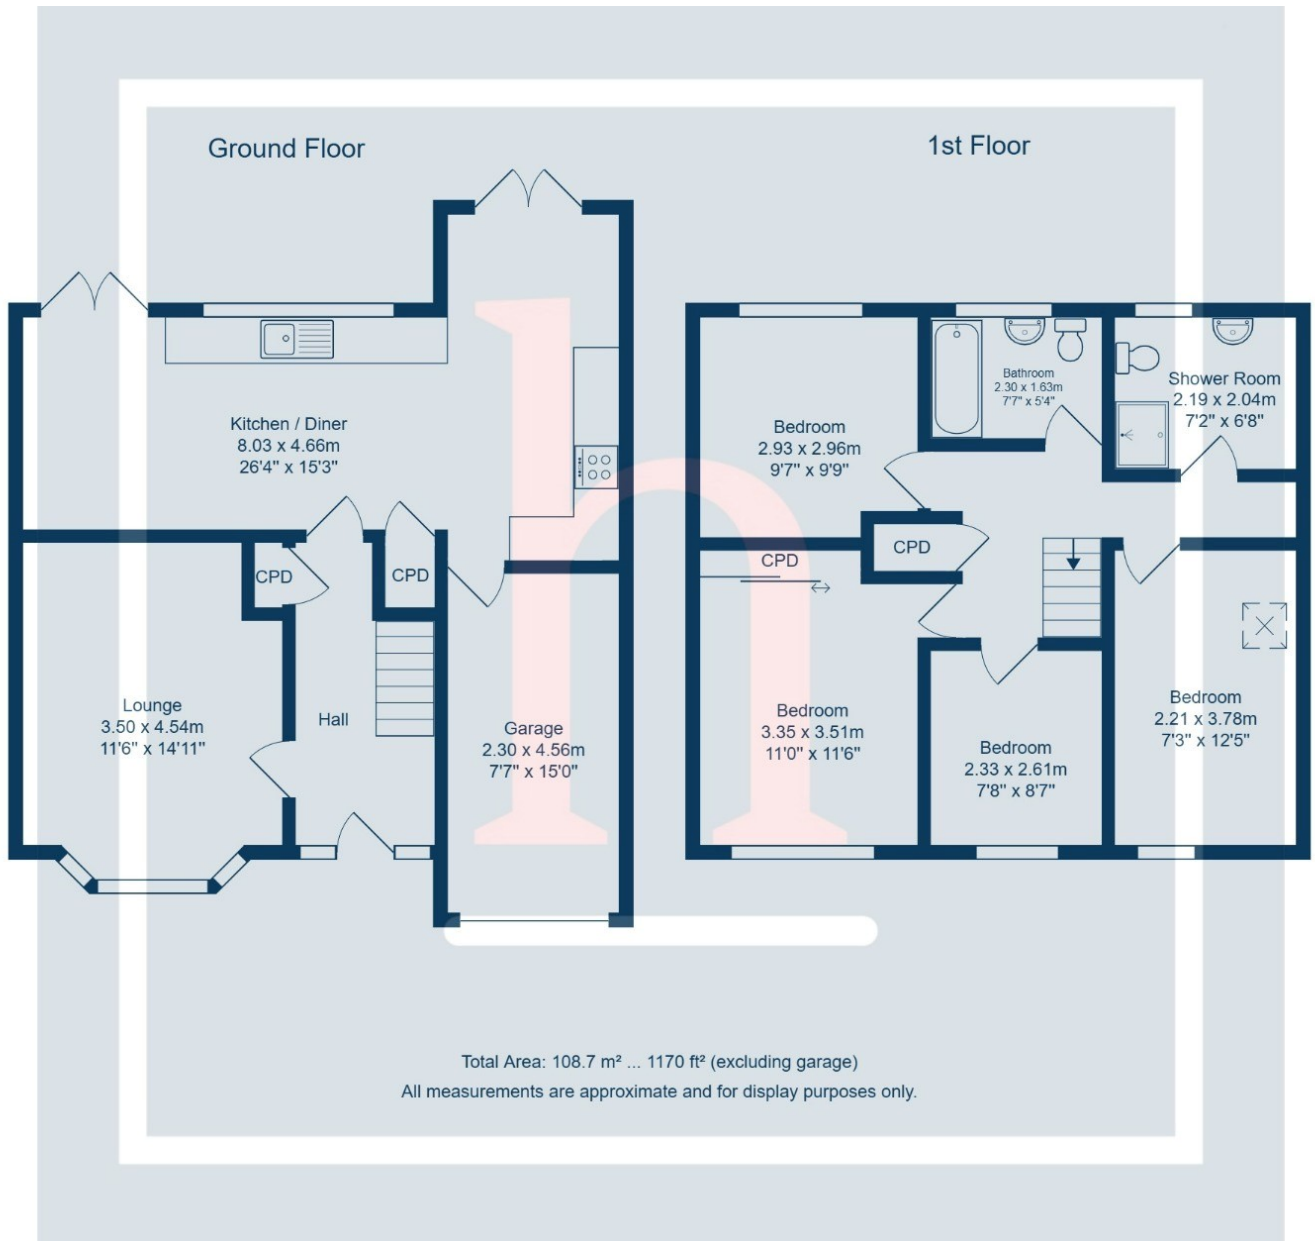 Ground Floor
1st Floor
Kitchen / Diner
8.03 x 4.66m
26'4" x 15'3"
CPD
CPD
Lounge
3.50 x 4.54m
11'6" x 14'11"
Hall
Garage
2.30 x 4.56m
7'7" x 15'0"
Bedroom
2.93 x 2.96m
9'7" x 9'9"
Bathroom
2.30 x 1.63m
7'7" x 5'4"
Shower Room
2.19 x 2.04m
7'2" x 6'8"
CPD
CPD
Bedroom
3.35 x 3.51m
11'0" x 11'6"
Bedroom
2.33 x 2.61m
7'8" x 8'7"
Bedroom
2.21 x 3.78m
7'3" x 12'5"
h
Total Area: 108.7 m² ... 1170 ft² (excluding garage)
All measurements are approximate and for display purposes only.